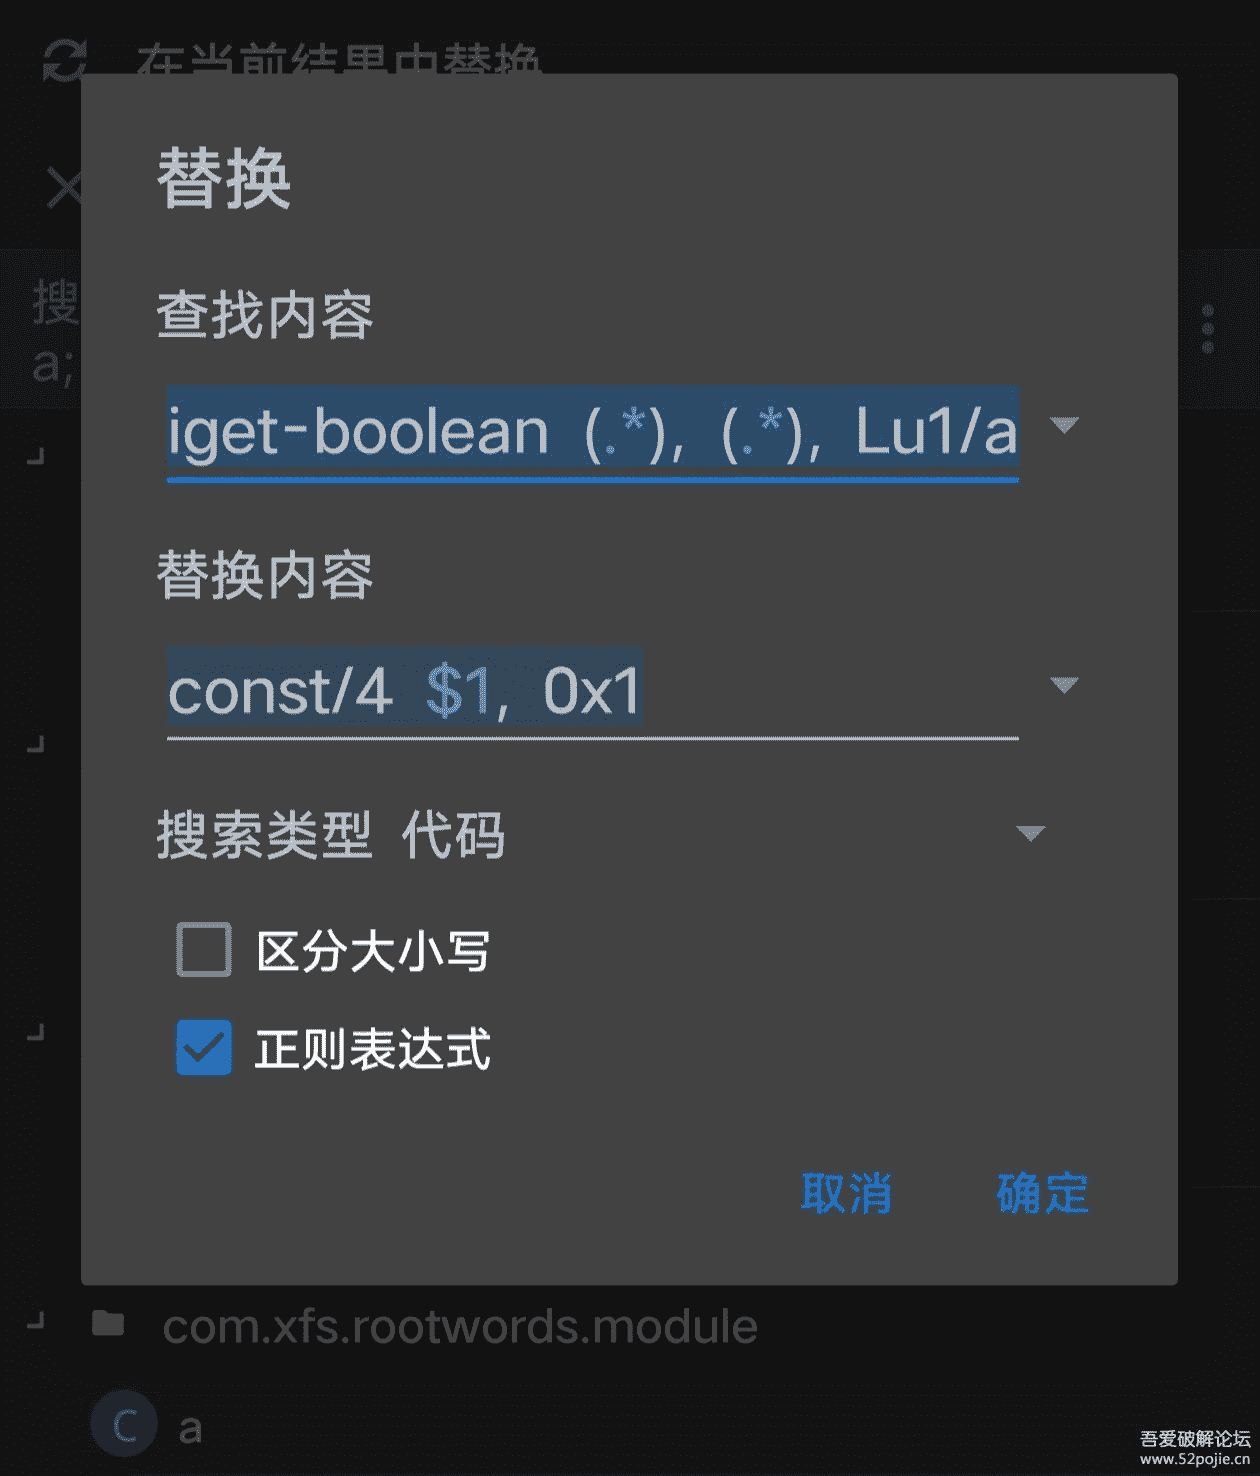 在当前结果中替换
替换
查找内容
搜
a;
iget-boolean (.*), (.*), Lu1/a
替换内容
const/4 $1, 0x1
搜索类型 代码
区分大小写
正则表达式
取消 确定
com.xfs.rootwords.module
C a
吾爱破解论坛
www.52pojie.cn